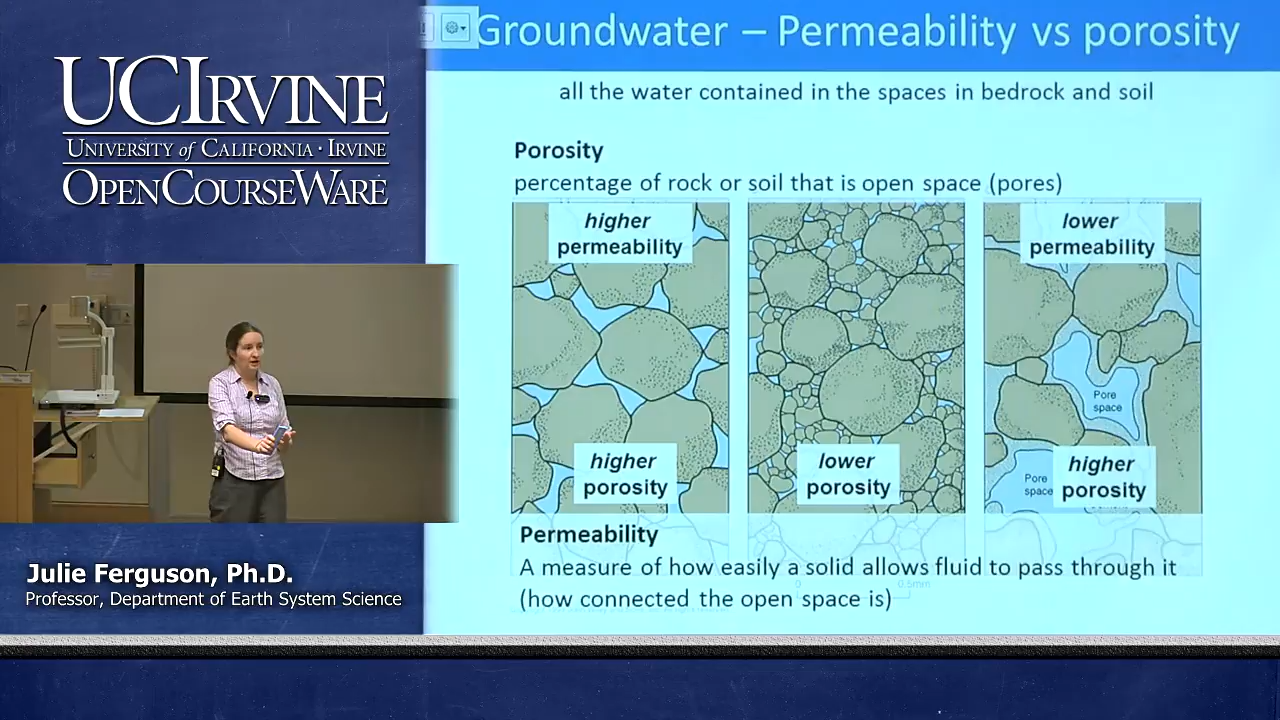 UCIRVINE
UNIVERSITY of CALIFORNIA · IRVINE
OPENCOURSEWARE
Julie Ferguson, Ph.D.
Professor, Department of Earth System Science
Groundwater – Permeability vs porosity
all the water contained in the spaces in bedrock and soil
Porosity
percentage of rock or soil that is open space (pores)
higher
permeability
higher
porosity
lower
porosity
lower
permeability
Pore
space
Pore
space
higher
porosity
Permeability
A measure of how easily a solid allows fluid to pass through it
(how connected the open space is)
0
0.5mm